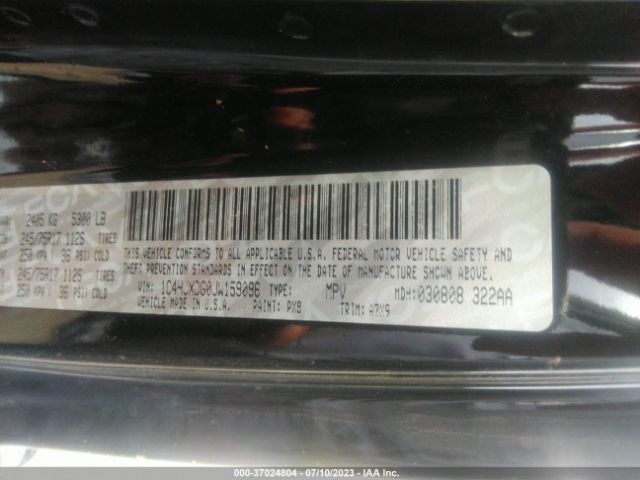 2405 KG 5300 LB
245/75R17 112S TIRES
250 KPA/ 36 PSI COLD
245/75R17 112S TIRES
250 KPA/ 36 PSI COLD
THIS VEHICLE CONFORMS TO ALL APPLICABLE U.S.A. FEDERAL MOTOR VEHICLE SAFETY AND
THEFT PREVENTION STANDARDS IN EFFECT ON THE DATE OF MANUFACTURE SHOWN ABOVE.
VIN: 1C4HJXDG0JW159096 TYPE: MPV MDH:030808 322AA
VEHICLE MADE IN U.S.A. PAINT: PX8 TRIM: A7X9
000-37024804 / 07/10/2023 / IAA Inc.